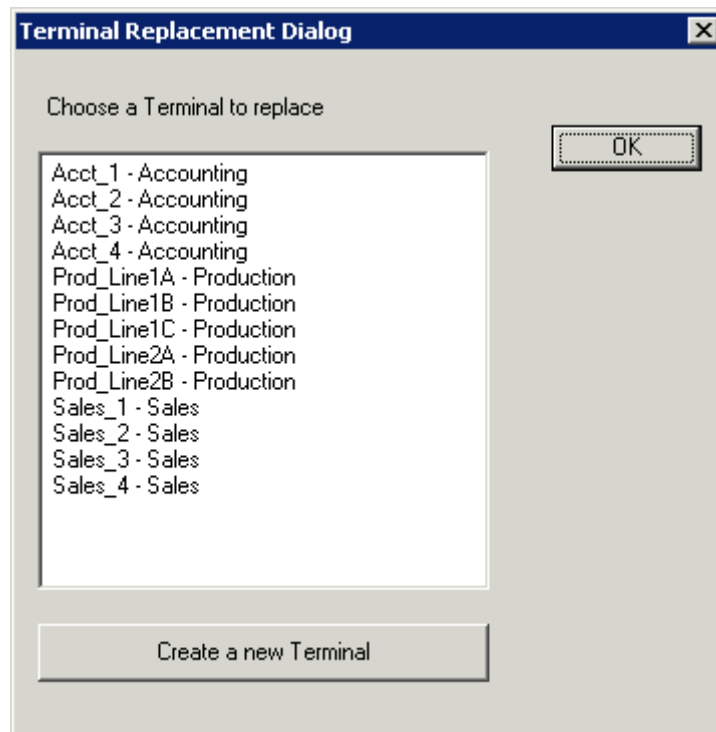 Terminal Replacement Dialog
Choose a Terminal to replace
OK
Acct_1 - Accounting
Acct_2 - Accounting
Acct_3 - Accounting
Acct_4 - Accounting
Prod_Line1A - Production
Prod_Line1B - Production
Prod_Line1C - Production
Prod_Line2A - Production
Prod_Line2B - Production
Sales_1 - Sales
Sales_2 - Sales
Sales_3 - Sales
Sales_4 - Sales
Create a new Terminal